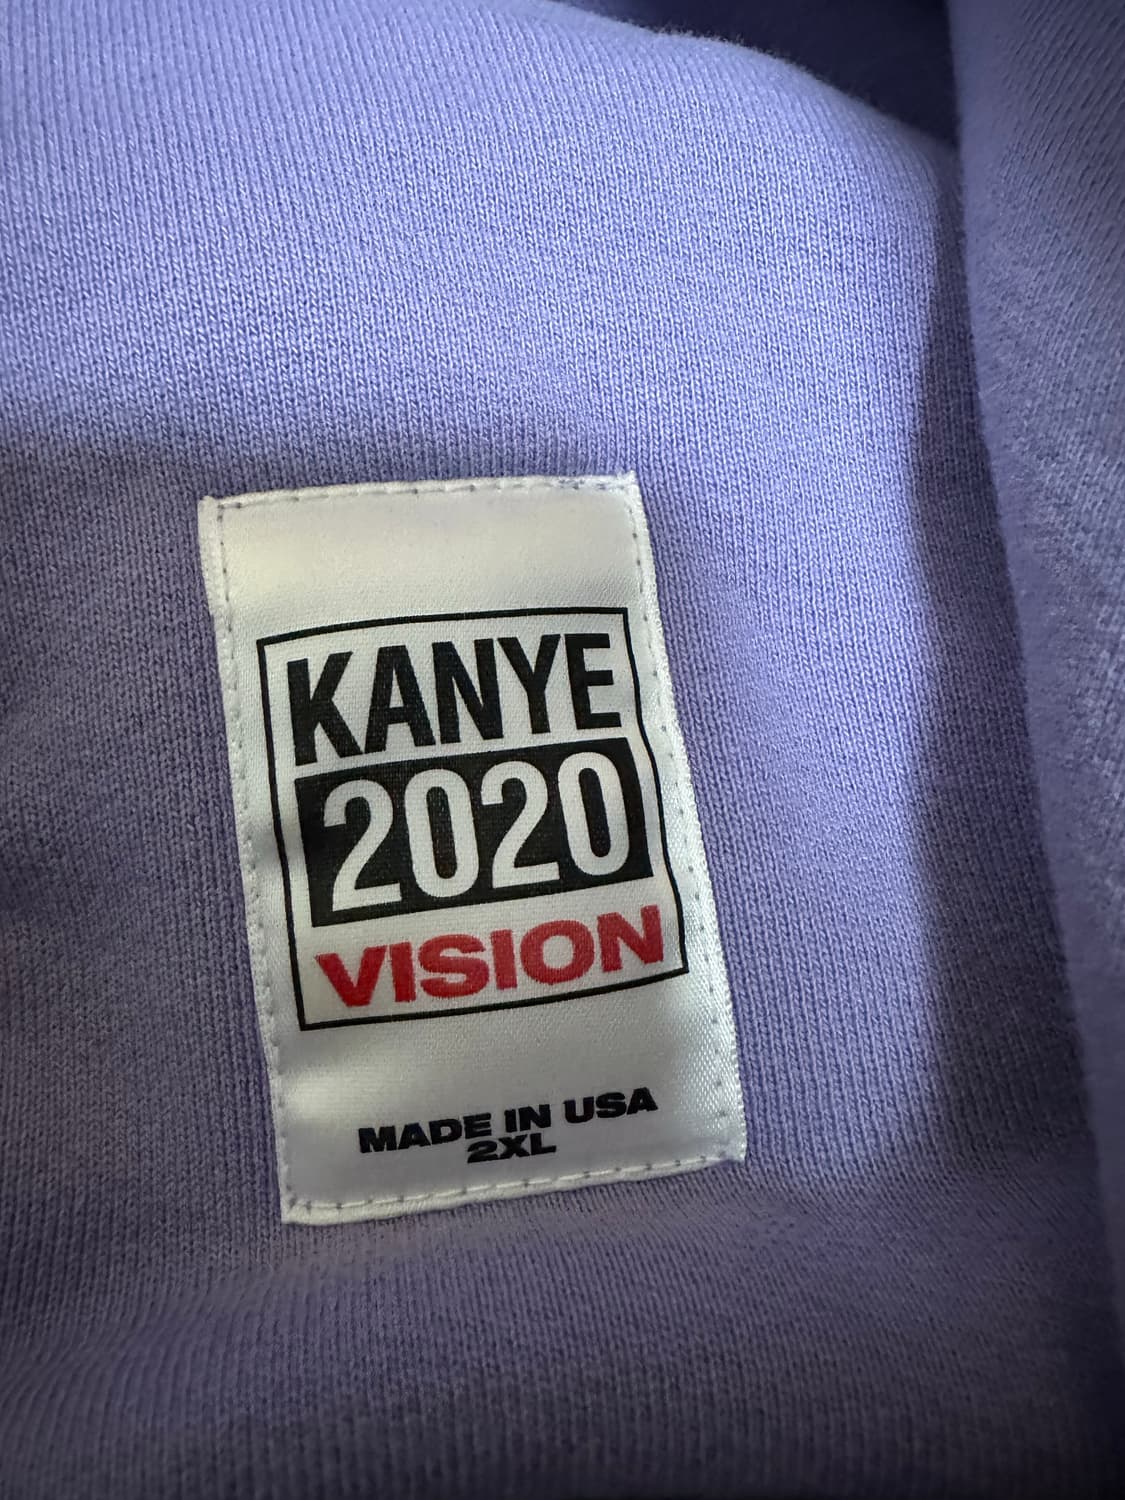 KANYE
2020
VISION
MADE IN USA
2XL